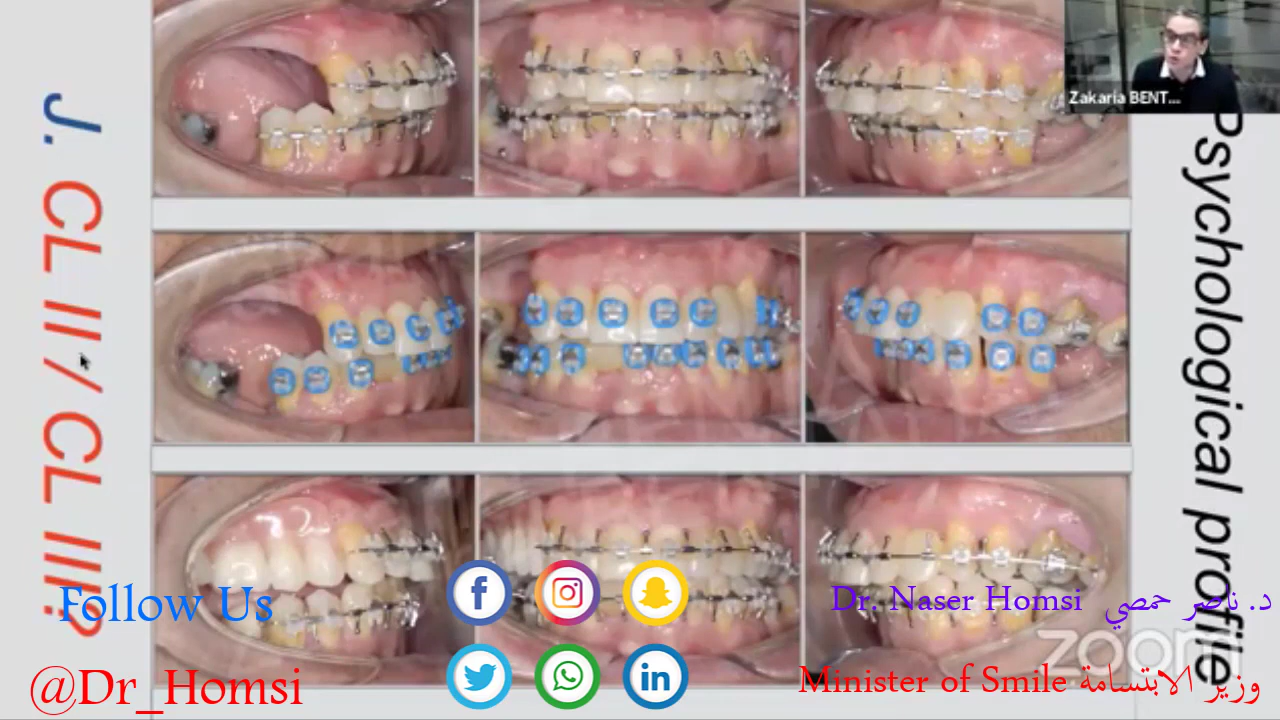 Zakaria BENT...
J. CL II / CL III?
Psychological profile
Follow Us
@Dr_Homsi
Dr. Naser Homsi د. ناصر حمصي
zoom
Minister of Smile وزير الابتسامة